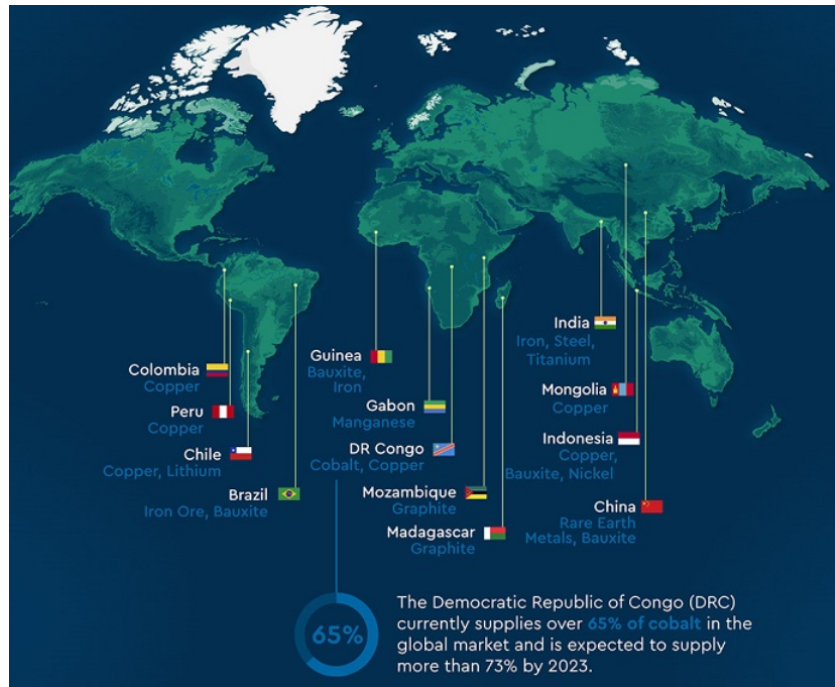 Colombia
Copper
Peru
Copper
Chile
Copper, Lithium
Brazil
Iron Ore, Bauxite
Guinea
Bauxite,
Iron
Gabon
Manganese
DR Congo
Cobalt, Copper
Mozambique
Graphite
Madagascar
Graphite
India
Iron, Steel,
Titanium
Mongolia
Copper
Indonesia
Copper,
Bauxite, Nickel
China
Rare Earth
Metals, Bauxite
65%
The Democratic Republic of Congo (DRC)
currently supplies over 65% of cobalt in the
global market and is expected to supply
more than 73% by 2023.